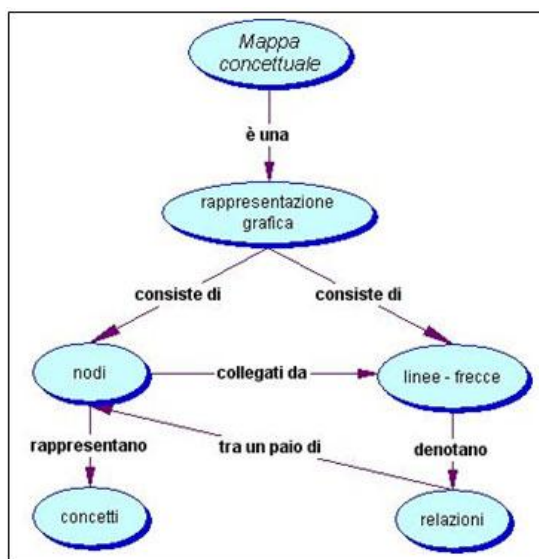 Mappa
concettuale
è una
rappresentazione
grafica
consiste di
consiste di
nodi
collegati da
linee - frecce
rappresentano
tra un paio di
denotano
concetti
relazioni